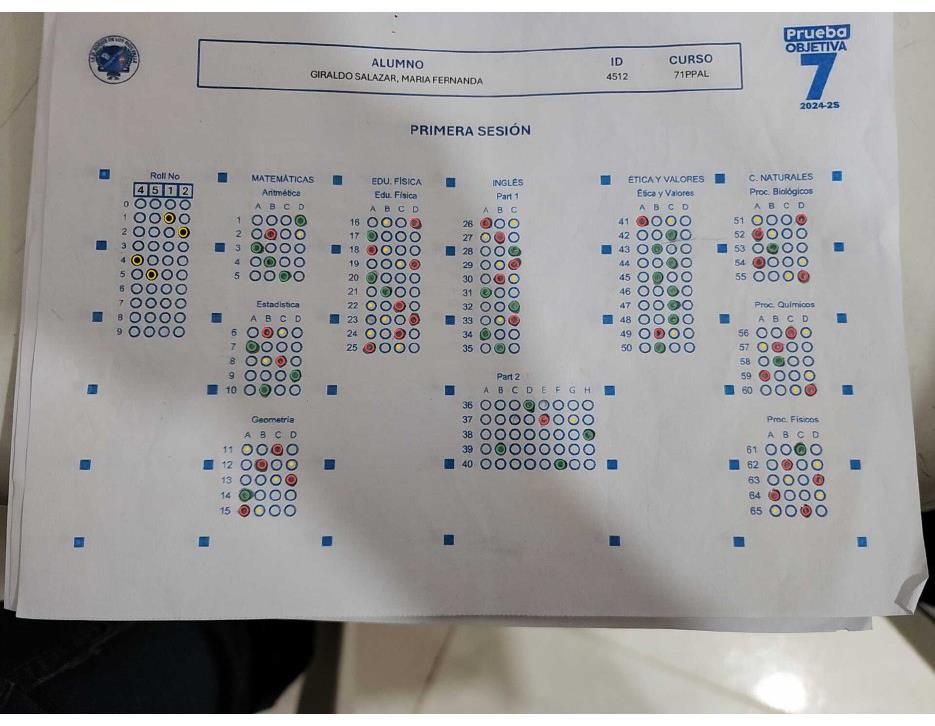 Prueba
OBJETIVA
7
2024-2S
ALUMNO ID CURSO
GIRALDO SALAZAR, MARIA FERNANDA 4512 71PPAL
PRIMERA SESIÓN
Roll No
4 5 1 2
0
1
2
3
4
5
6
7
8
9
MATEMÁTICAS
Aritmética
A B C D
1
2
3
4
5
Estadística
A B C D
6
7
8
9
10
Geometría
A B C D
11
12
13
14
15
EDU. FÍSICA
Edu. Física
A B C D
16
17
18
19
20
21
22
23
24
25
INGLÉS
Part 1
A B C
26
27
28
29
30
31
32
33
34
35
Part 2
A B C D E F G H
36
37
38
39
40
ÉTICA Y VALORES
Ética y Valores
A B C D
41
42
43
44
45
46
47
48
49
50
C. NATURALES
Proc. Biológicos
A B C D
51
52
53
54
55
Proc. Químicos
A B C D
56
57
58
59
60
Proc. Físicos
A B C D
61
62
63
64
65